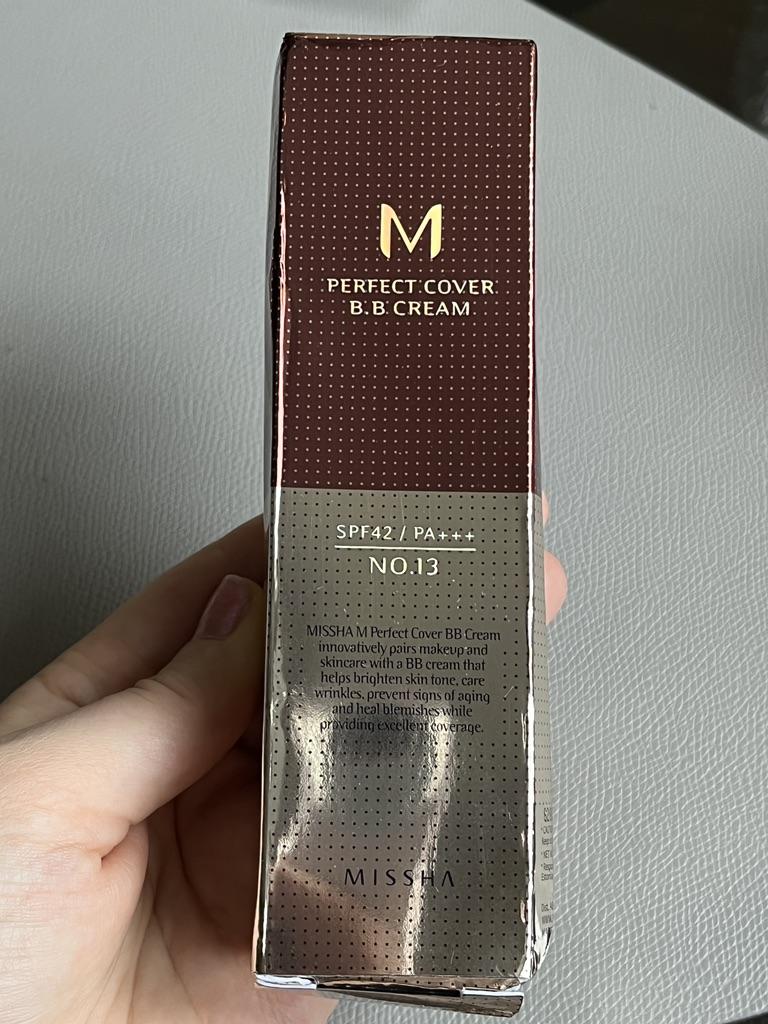 M
PERFECT COVER
B.B CREAM
SPF42 / PA+++
NO.13
MISSHA M Perfect Cover BB Cream
innovatively pairs makeup and
skincare with a BB cream that
helps brighten skin tone, care
wrinkles, prevent signs of aging
and heal blemishes while
providing excellent coverage.
MISSHA